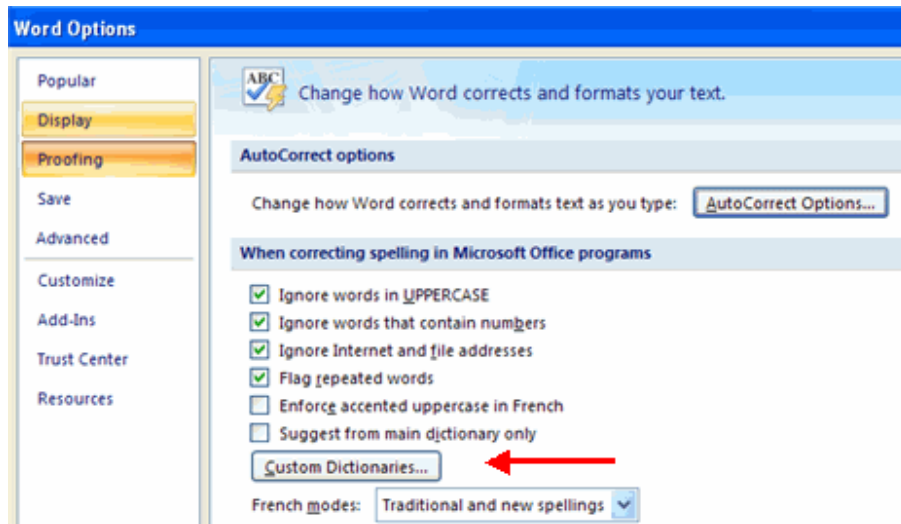 Word Options
Popular
Display
Proofing
Save
Advanced
Customize
Add-Ins
Trust Center
Resources
ABC
Change how Word corrects and formats your text.
AutoCorrect options
Change how Word corrects and formats text as you type: AutoCorrect Options...
When correcting spelling in Microsoft Office programs
Ignore words in UPPERCASE
Ignore words that contain numbers
Ignore Internet and file addresses
Flag repeated words
Enforce accented uppercase in French
Suggest from main dictionary only
Custom Dictionaries...
French modes: Traditional and new spellings